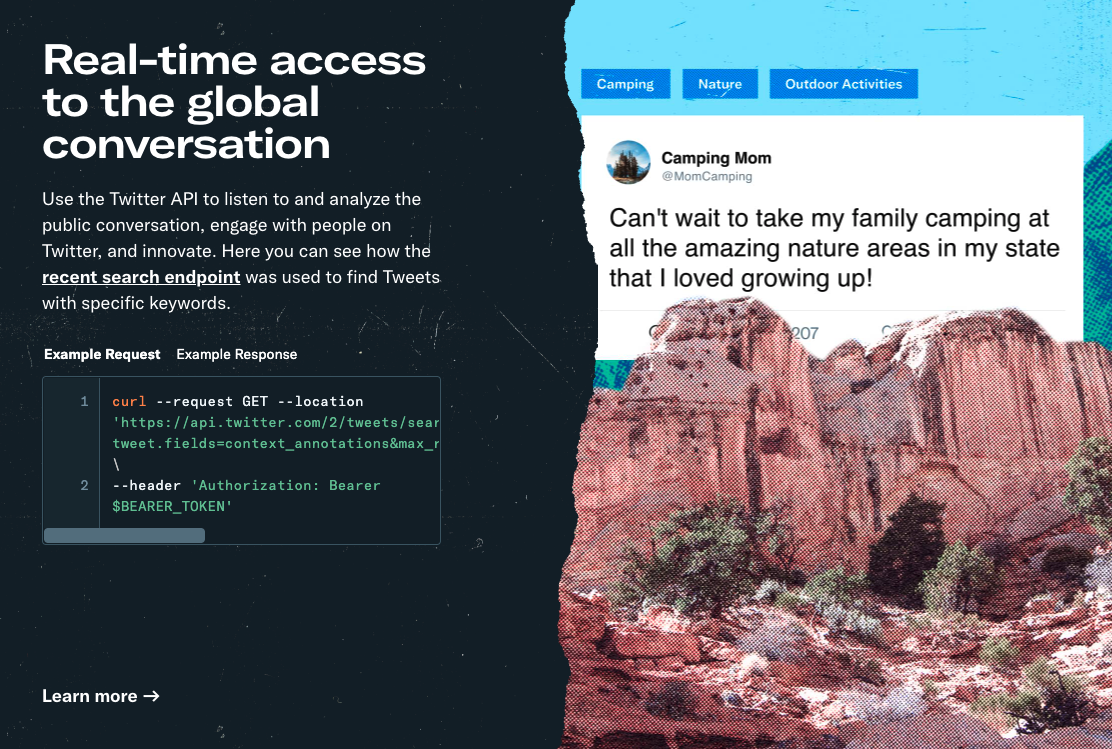 Real-time access
to the global
conversation
Use the Twitter API to listen to and analyze the
public conversation, engage with people on
Twitter, and innovate. Here you can see how the
recent search endpoint was used to find Tweets
with specific keywords.
Example Request Example Response
1 curl --request GET --location
'https://api.twitter.com/2/tweets/sear
tweet.fields=context_annotations&max_r
\
2 --header 'Authorization: Bearer
$BEARER_TOKEN'
Learn more →
Camping Nature Outdoor Activities
Camping Mom
@MomCamping
Can't wait to take my family camping at
all the amazing nature areas in my state
that I loved growing up!
207